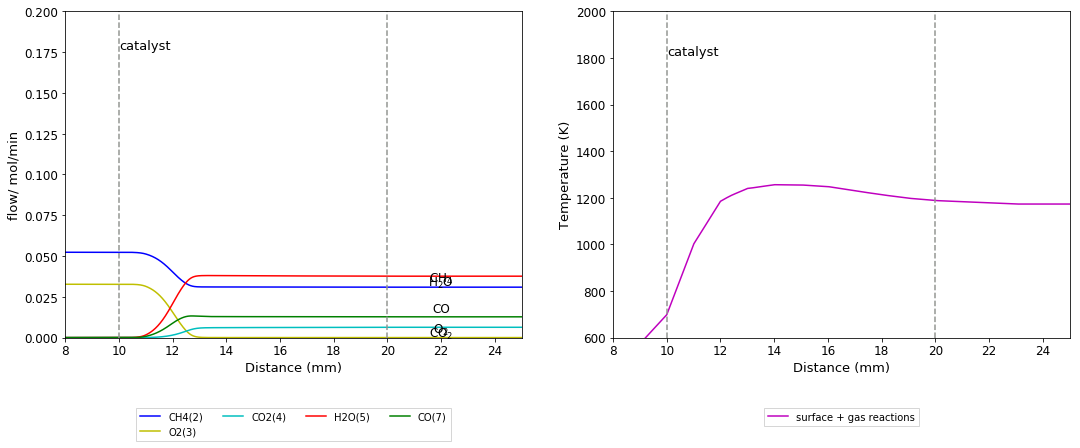 0.200
0.175
0.150
0.125
0.100
0.075
0.050
0.025
0.000
flow/ mol/min
catalyst
H₂O
CO
CO₂
8 10 12 14 16 18 20 22 24
Distance (mm)
CH4(2) CO2(4) H2O(5) CO(7)
O2(3)
2000
1800
1600
1400
1200
1000
800
600
Temperature (K)
catalyst
8 10 12 14 16 18 20 22 24
Distance (mm)
surface + gas reactions